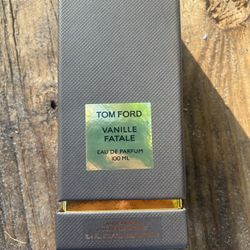 TOM FORD
VANILLE
FATALE
EAU DE PARFUM
100 ML